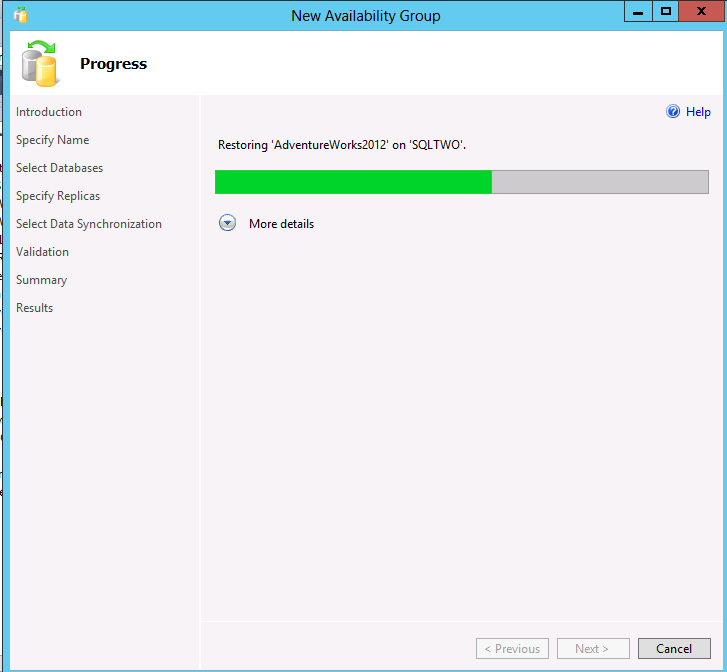 New Availability Group
Progress
Introduction
Specify Name
Select Databases
Specify Replicas
Select Data Synchronization
Validation
Summary
Results
Help
Restoring 'AdventureWorks2012' on 'SQLTWO'.
More details
< Previous
Next >
Cancel